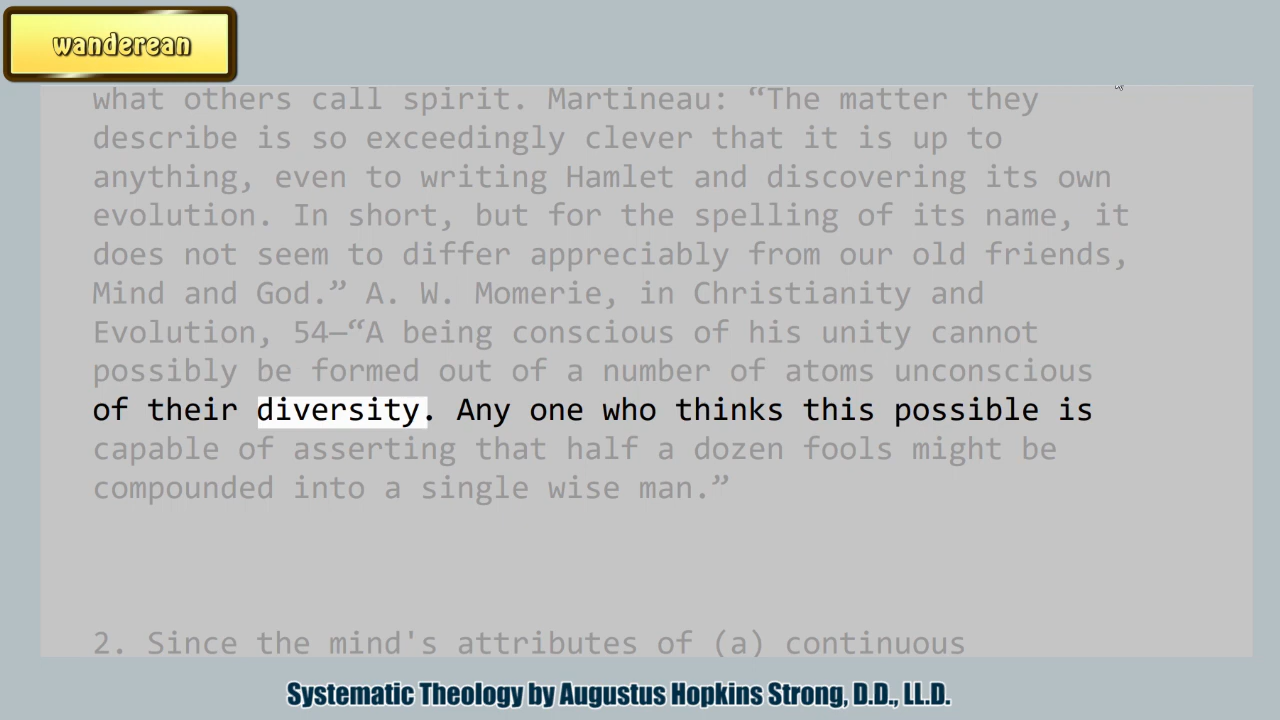 wanderean
what others call spirit. Martineau: “The matter they
describe is so exceedingly clever that it is up to
anything, even to writing Hamlet and discovering its own
evolution. In short, but for the spelling of its name, it
does not seem to differ appreciably from our old friends,
Mind and God.” A. W. Momerie, in Christianity and
Evolution, 54—“A being conscious of his unity cannot
possibly be formed out of a number of atoms unconscious
of their diversity. Any one who thinks this possible is
capable of asserting that half a dozen fools might be
compounded into a single wise man.”
2. Since the mind's attributes of (a) continuous
Systematic Theology by Augustus Hopkins Strong, D.D., LL.D.